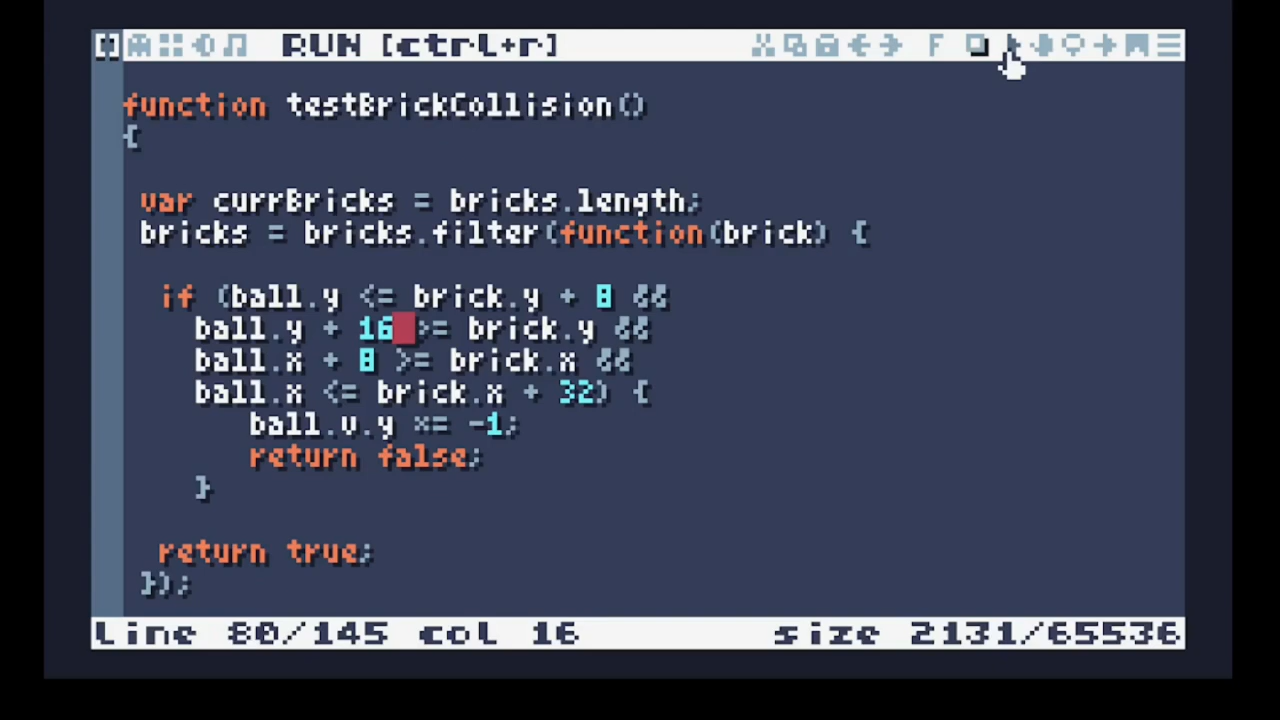 RUN [ctrl+r]
F
function testBrickCollision()
{
var currBricks = bricks.length;
bricks = bricks.filter(function(brick) {
if (ball.y <= brick.y + 8 &&
ball.y + 16 >= brick.y &&
ball.x + 8 >= brick.x &&
ball.x <= brick.x + 32) {
ball.v.y *= -1;
return false;
}
return true;
});
line 80/145 col 16
size 2131/65536